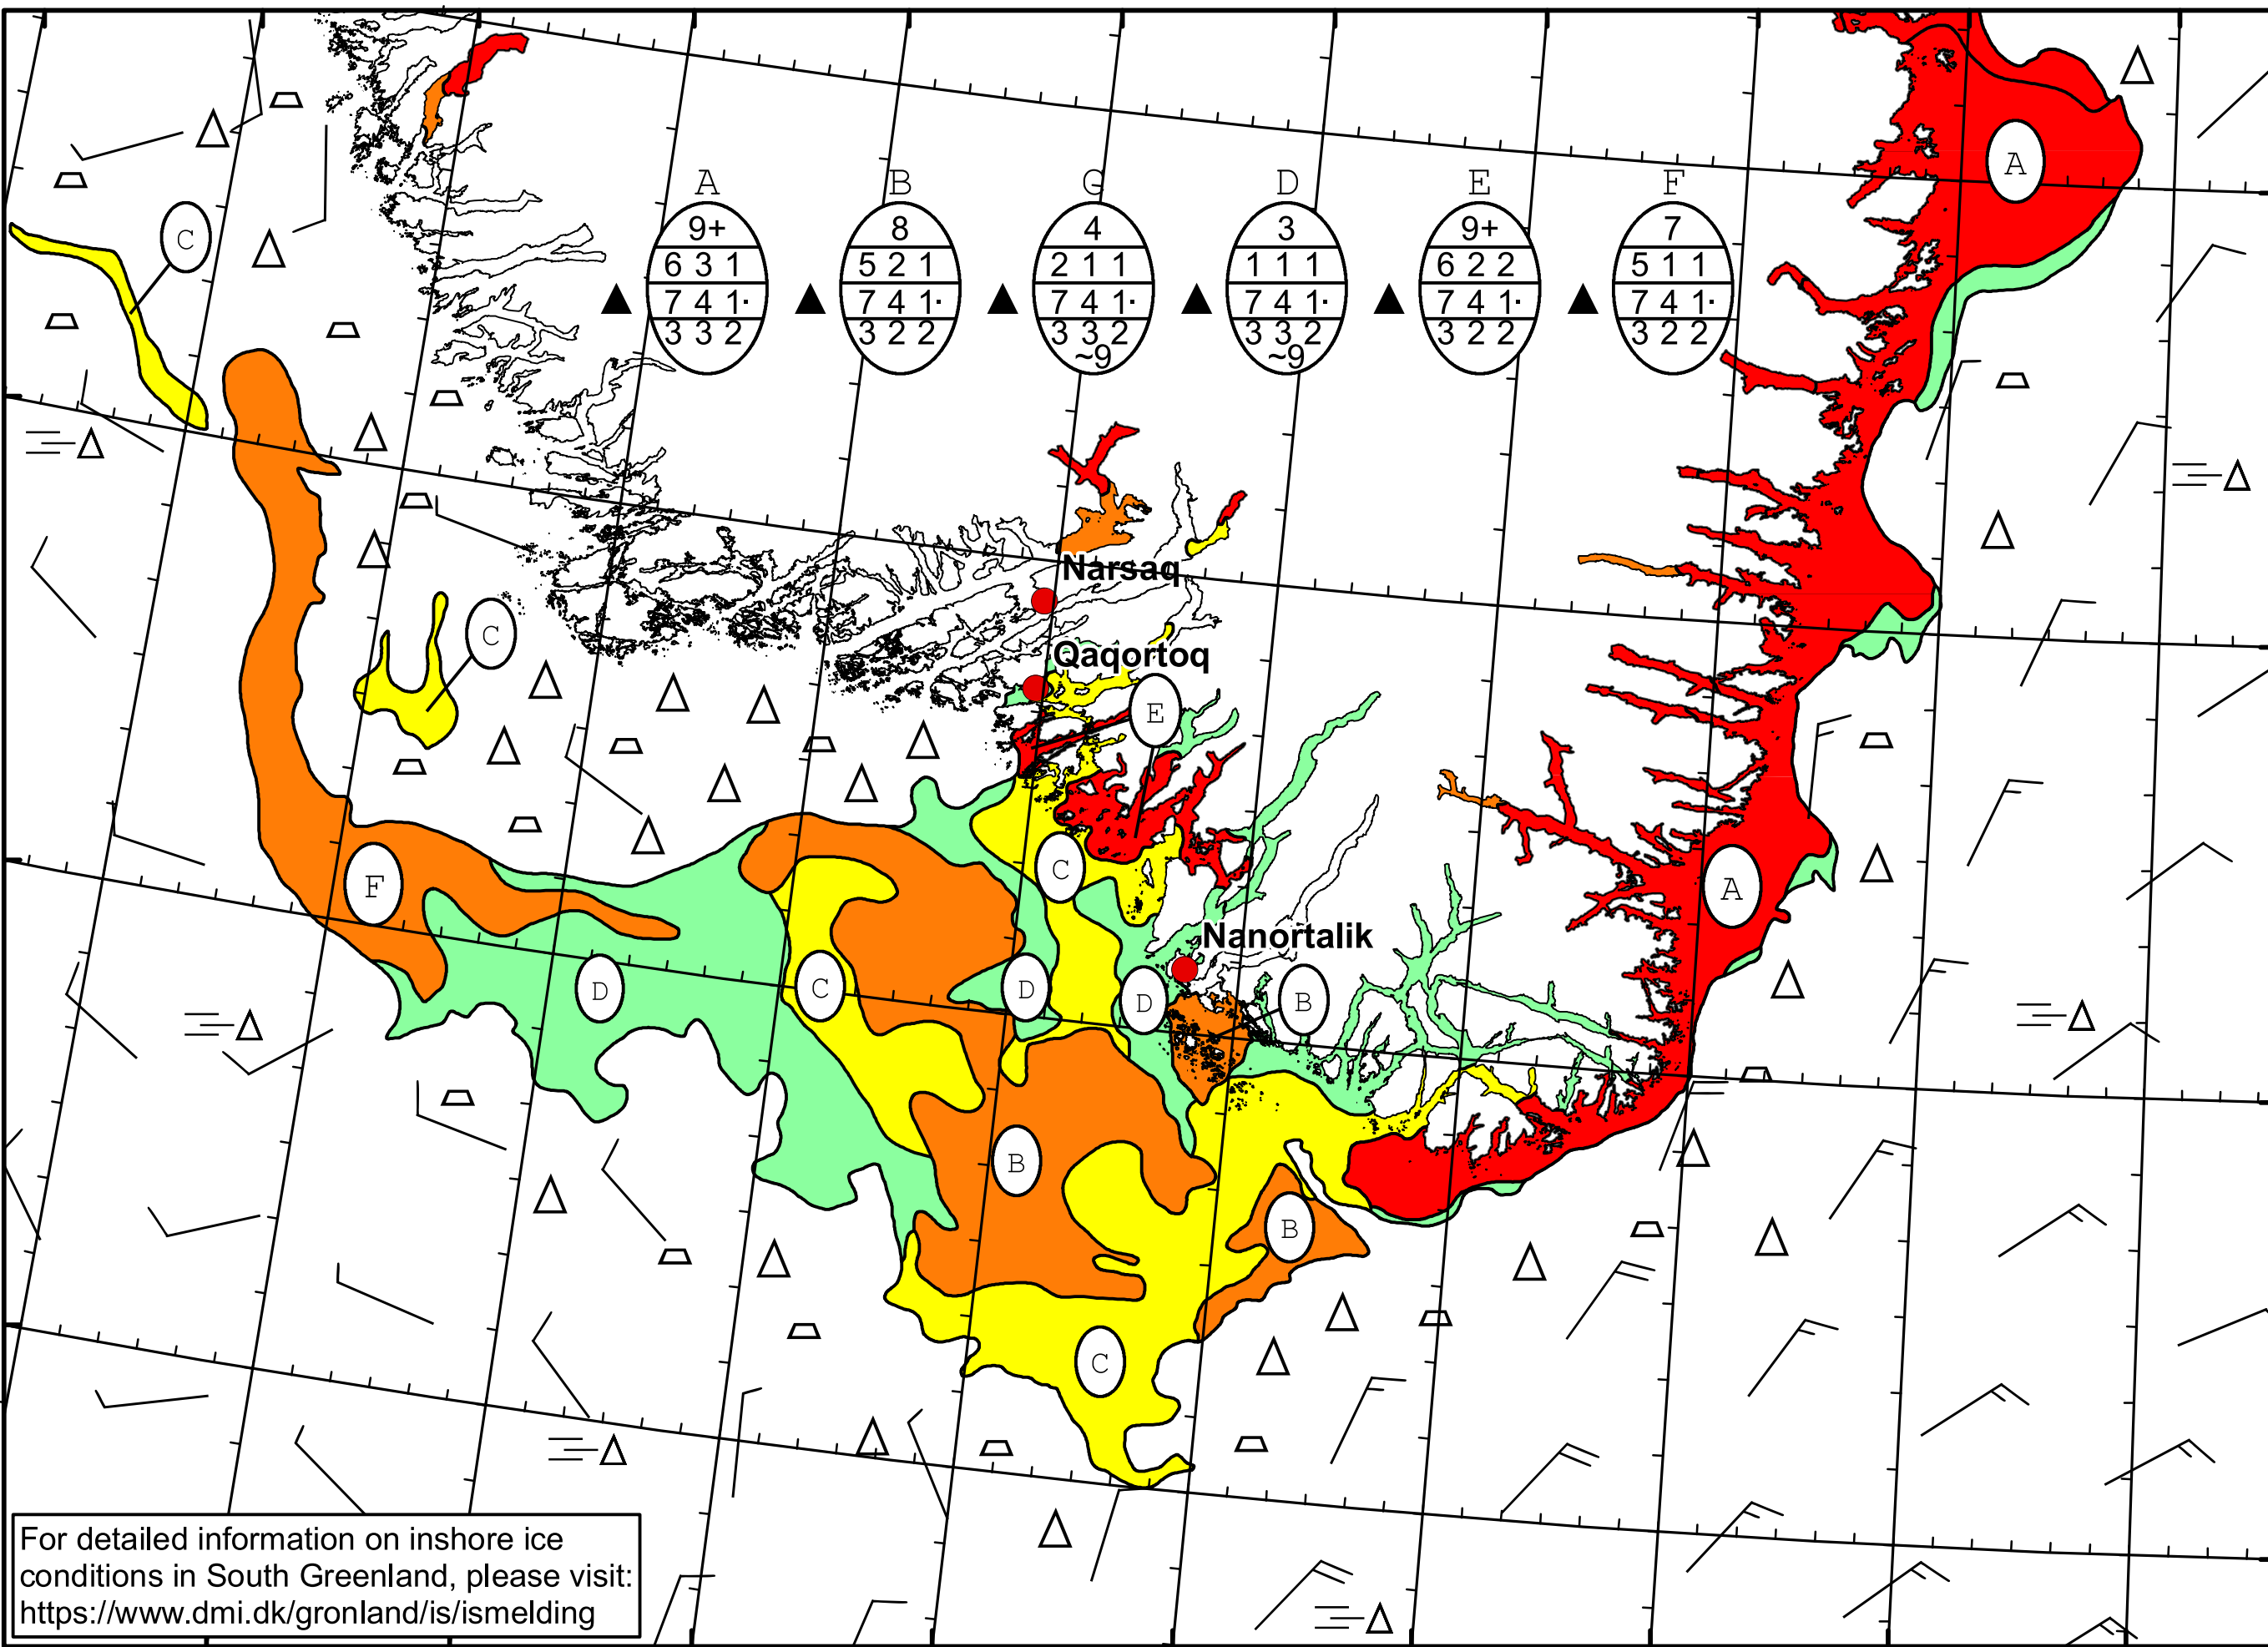 A B C D E F
9+ 8 4 3 9+ 7
6 3 1 5 2 1 2 1 1 1 1 1 6 2 2 5 1 1
7 4 1· 7 4 1· 7 4 1· 7 4 1· 7 4 1· 7 4 1·
3 3 2 3 2 2 3 3 2 3 3 2 3 2 2 3 2 2
~9 ~9
A
C
Narsaq
C
Qaqortoq
E
C
F
A
Nanortalik
D
C
D
D
B
B
B
C
For detailed information on inshore ice
conditions in South Greenland, please visit:
https://www.dmi.dk/gronland/is/ismelding